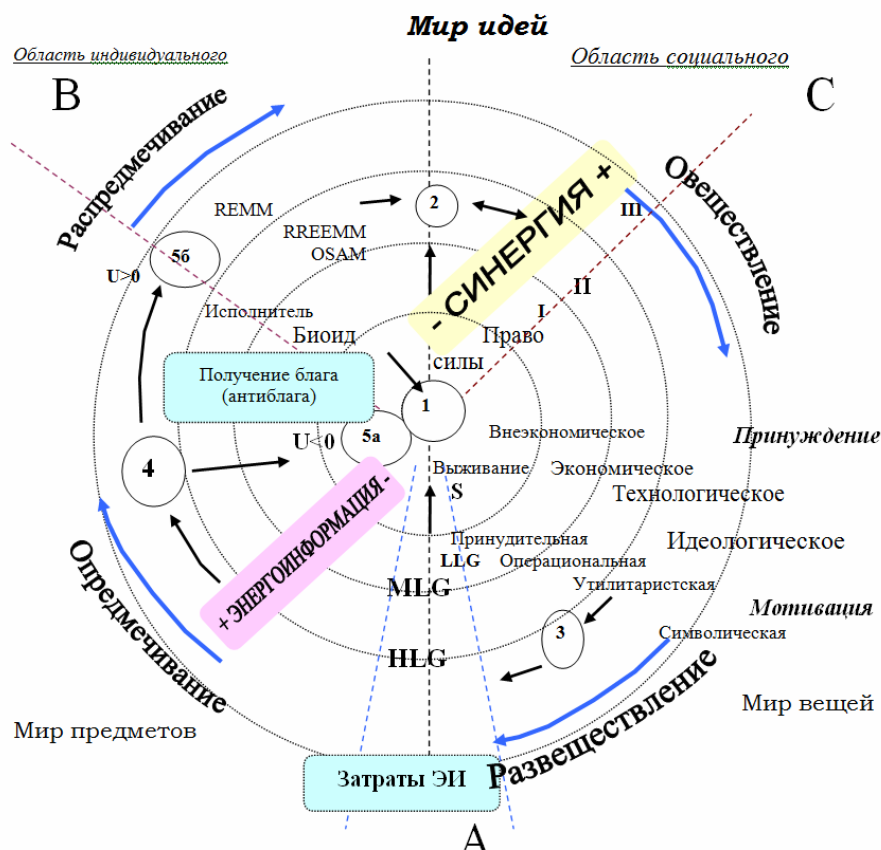 Мир идей
Область индивидуального
Область социального
B
C
Распредмечивание
Овеществление
REMM
2
- СИНЕРГИЯ +
III
RREEMM
OSAM
5б
U>0
II
I
Исполнитель
Биоид
Право
силы
Получение блага
(антиблага)
1
5а
U<0
Внеэкономическое
Принуждение
4
Выживание
Экономическое
S
Технологическое
+ ЭНЕРГОИНФОРМАЦИЯ -
Принудительная
Идеологическое
LLG
Операциональная
MLG
Утилитаристская
Опредмечивание
Мотивация
3
Символическая
HLG
Мир предметов
Мир вещей
Развеществление
Затраты ЭИ
A